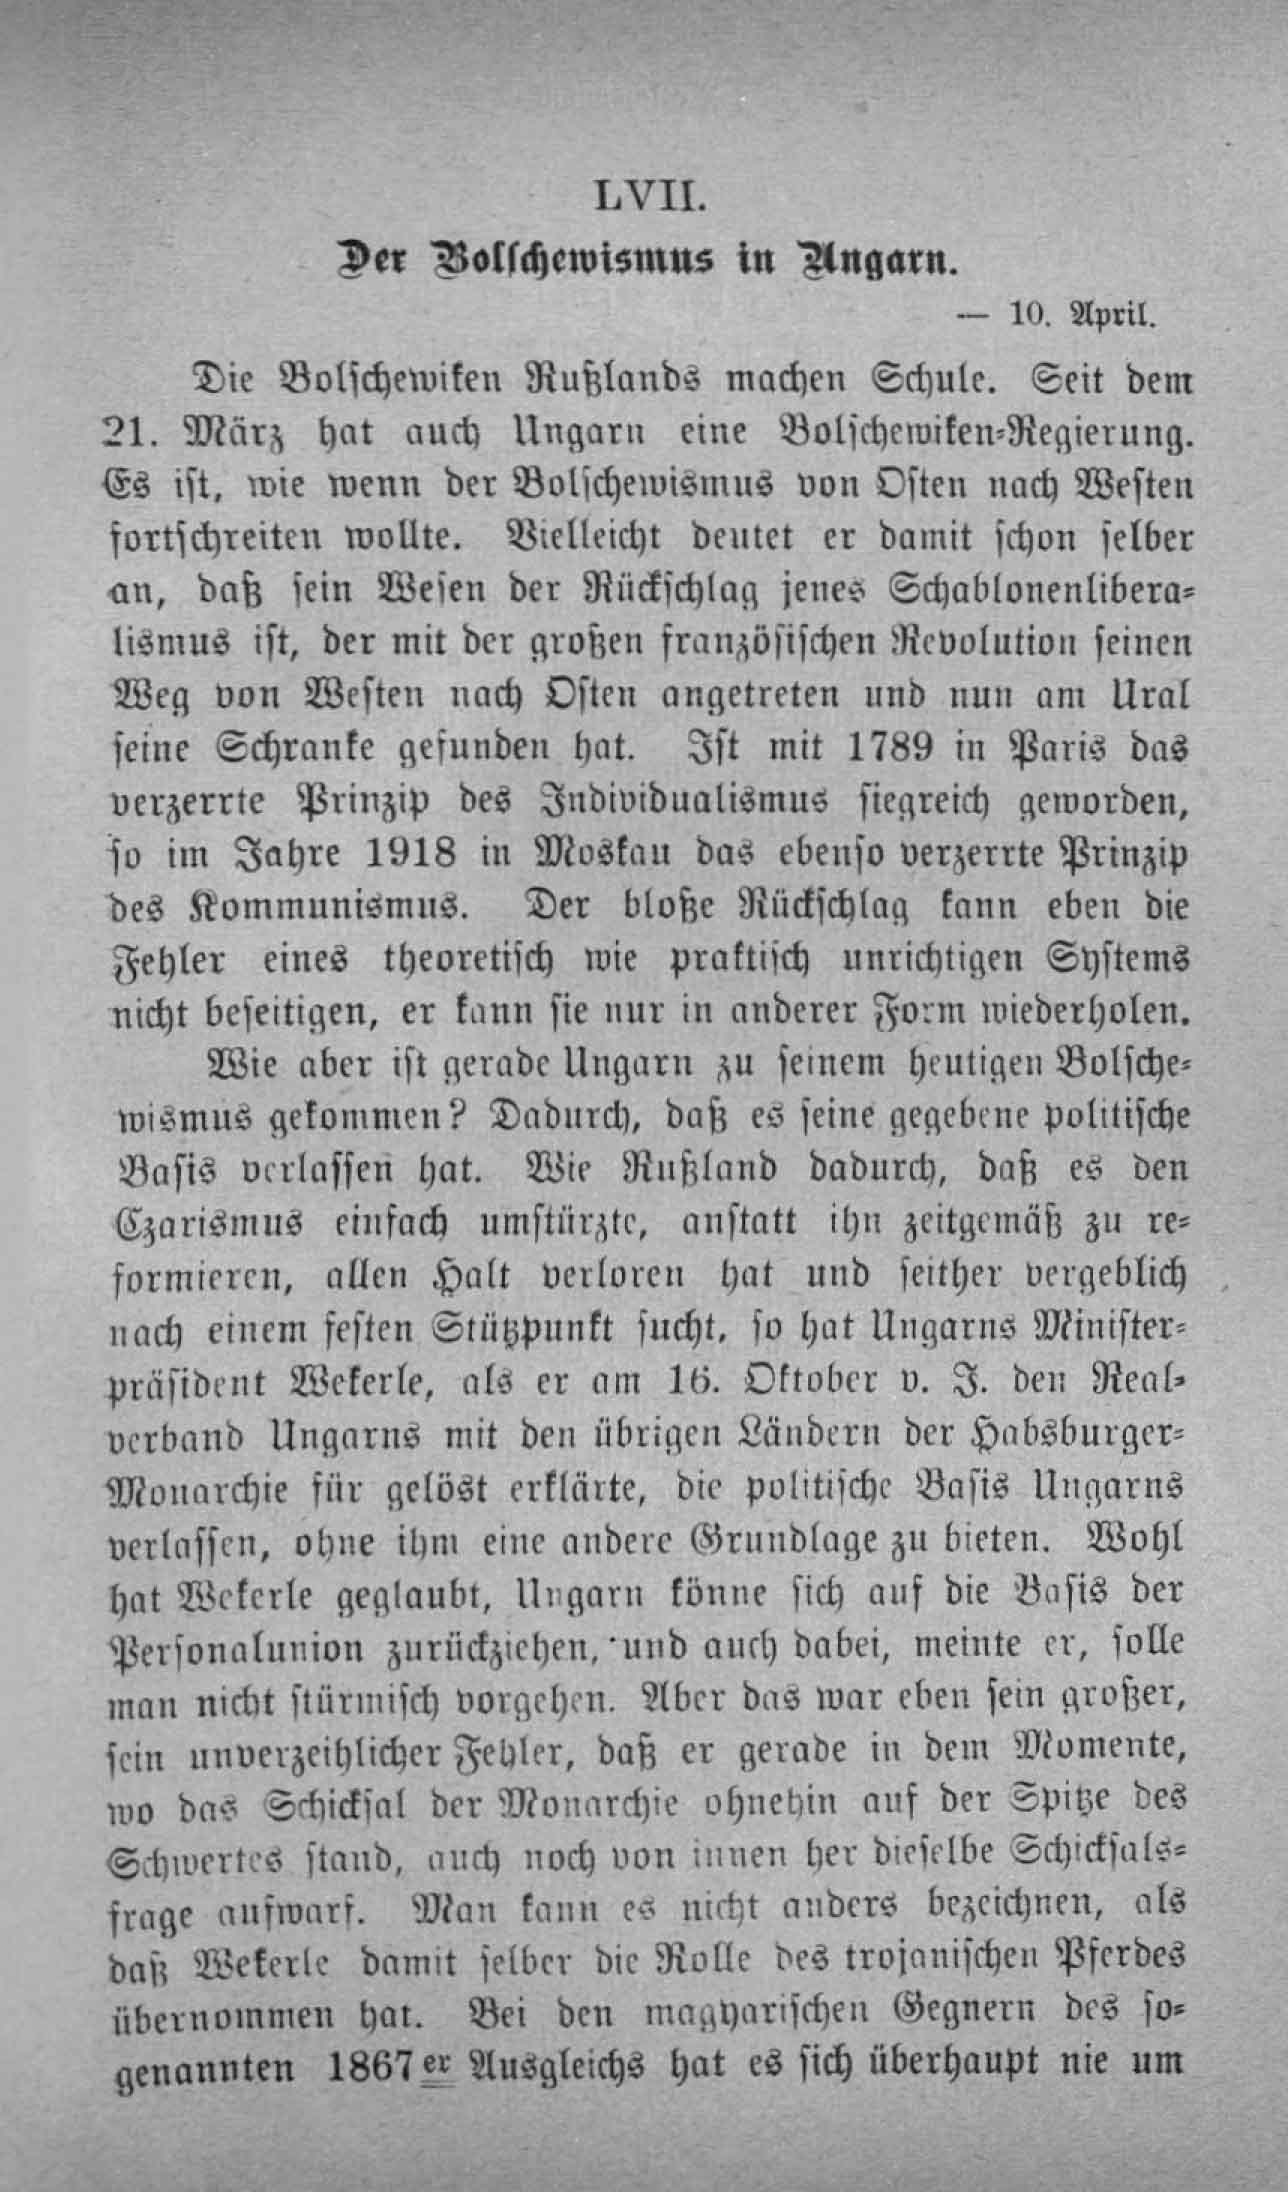 LVII.
Der Bolschewismus in Ungarn.
— 10. April.
Die Bolschewiken Rußlands machen Schule. Seit dem
21. März hat auch Ungarn eine Bolschewiken-Regierung.
Es ist, wie wenn der Bolschewismus von Osten nach Westen
fortschreiten wollte. Vielleicht deutet er damit schon selber
an, daß sein Wesen der Rückschlag jenes Schablonenlibera-
lismus ist, der mit der großen französischen Revolution seinen
Weg von Westen nach Osten angetreten und nun am Ural
seine Schranke gefunden hat. Ist mit 1789 in Paris das
verzerrte Prinzip des Individualismus siegreich geworden,
so im Jahre 1918 in Moskau das ebenso verzerrte Prinzip
des Kommunismus. Der bloße Rückschlag kann eben die
Fehler eines theoretisch wie praktisch unrichtigen Systems
nicht beseitigen, er kann sie nur in anderer Form wiederholen.
Wie aber ist gerade Ungarn zu seinem heutigen Bolsche-
wismus gekommen? Dadurch, daß es seine gegebene politische
Basis verlassen hat. Wie Rußland dadurch, daß es den
Czarismus einfach umstürzte, anstatt ihn zeitgemäß zu re-
formieren, allen Halt verloren hat und seither vergeblich
nach einem festen Stützpunkt sucht, so hat Ungarns Minister-
präsident Wekerle, als er am 16. Oktober v. J. den Real-
verband Ungarns mit den übrigen Ländern der Habsburger-
Monarchie für gelöst erklärte, die politische Basis Ungarns
verlassen, ohne ihm eine andere Grundlage zu bieten. Wohl
hat Wekerle geglaubt, Ungarn könne sich auf die Basis der
Personalunion zurückziehen, und auch dabei, meinte er, solle
man nicht stürmisch vorgehen. Aber das war eben sein großer,
sein unverzeihlicher Fehler, daß er gerade in dem Momente,
wo das Schicksal der Monarchie ohnehin auf der Spitze des
Schwertes stand, auch noch von innen her dieselbe Schicksals-
frage aufwarf. Man kann es nicht anders bezeichnen, als
daß Wekerle damit selber die Rolle des trojanischen Pferdes
übernommen hat. Bei den magyarischen Gegnern des so-
genannten 1867er Ausgleichs hat es sich überhaupt nie um